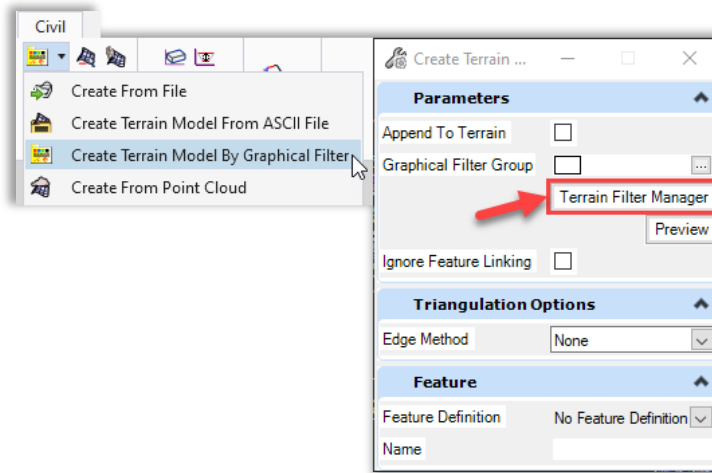 Civil
Create From File
Create Terrain Model From ASCII File
Create Terrain Model By Graphical Filter
Create From Point Cloud
Create Terrain ...
Parameters
Append To Terrain
Graphical Filter Group
...
Terrain Filter Manager
Preview
Ignore Feature Linking
Triangulation Options
Edge Method None
Feature
Feature Definition No Feature Definition
Name